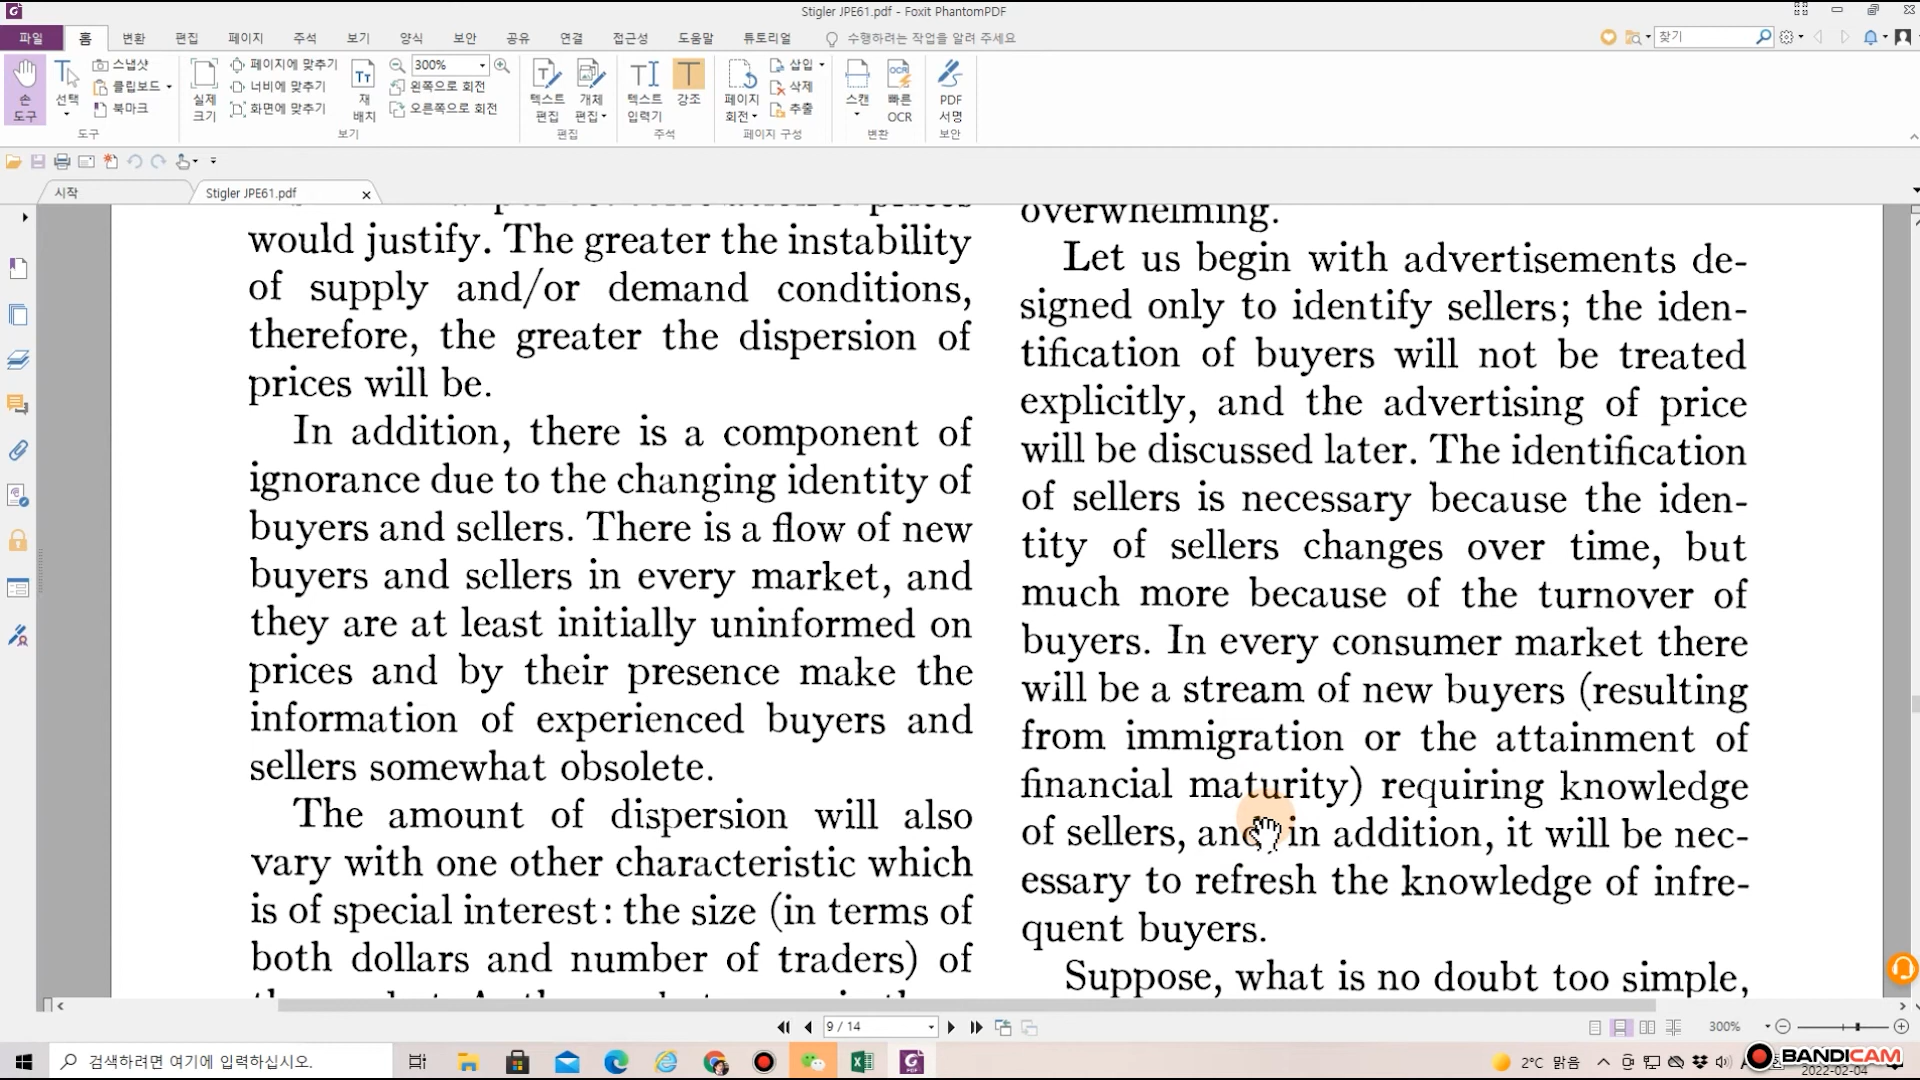 Stigler JPE61.pdf - Foxit PhantomPDF
파일 홈 변환 편집 페이지 주석 보기 양식 보안 공유 연결 접근성 도움말 튜토리얼 수행하려는 작업을 알려 주세요 찾기
손 도구
선택
스냅샷
클립보드
북마크
도구
실제 크기
페이지에 맞추기
너비에 맞추기
화면에 맞추기
재 배치
300%
왼쪽으로 회전
오른쪽으로 회전
보기
텍스트 편집
개체 편집
편집
텍스트 입력기
강조
주석
페이지 회전
삽입
삭제
추출
페이지 구성
스캔
빠른 OCR
변환
PDF 서명
보안
시작
Stigler JPE61.pdf
would justify. The greater the instability
of supply and/or demand conditions,
therefore, the greater the dispersion of
prices will be.
In addition, there is a component of
ignorance due to the changing identity of
buyers and sellers. There is a flow of new
buyers and sellers in every market, and
they are at least initially uninformed on
prices and by their presence make the
information of experienced buyers and
sellers somewhat obsolete.
The amount of dispersion will also
vary with one other characteristic which
is of special interest: the size (in terms of
both dollars and number of traders) of
overwhelming.
Let us begin with advertisements de-
signed only to identify sellers; the iden-
tification of buyers will not be treated
explicitly, and the advertising of price
will be discussed later. The identification
of sellers is necessary because the iden-
tity of sellers changes over time, but
much more because of the turnover of
buyers. In every consumer market there
will be a stream of new buyers (resulting
from immigration or the attainment of
financial maturity) requiring knowledge
of sellers, and in addition, it will be nec-
essary to refresh the knowledge of infre-
quent buyers.
Suppose, what is no doubt too simple,
9 / 14
300%
검색하려면 여기에 입력하십시오.
2°C 맑음
BANDICAM
2022-02-04